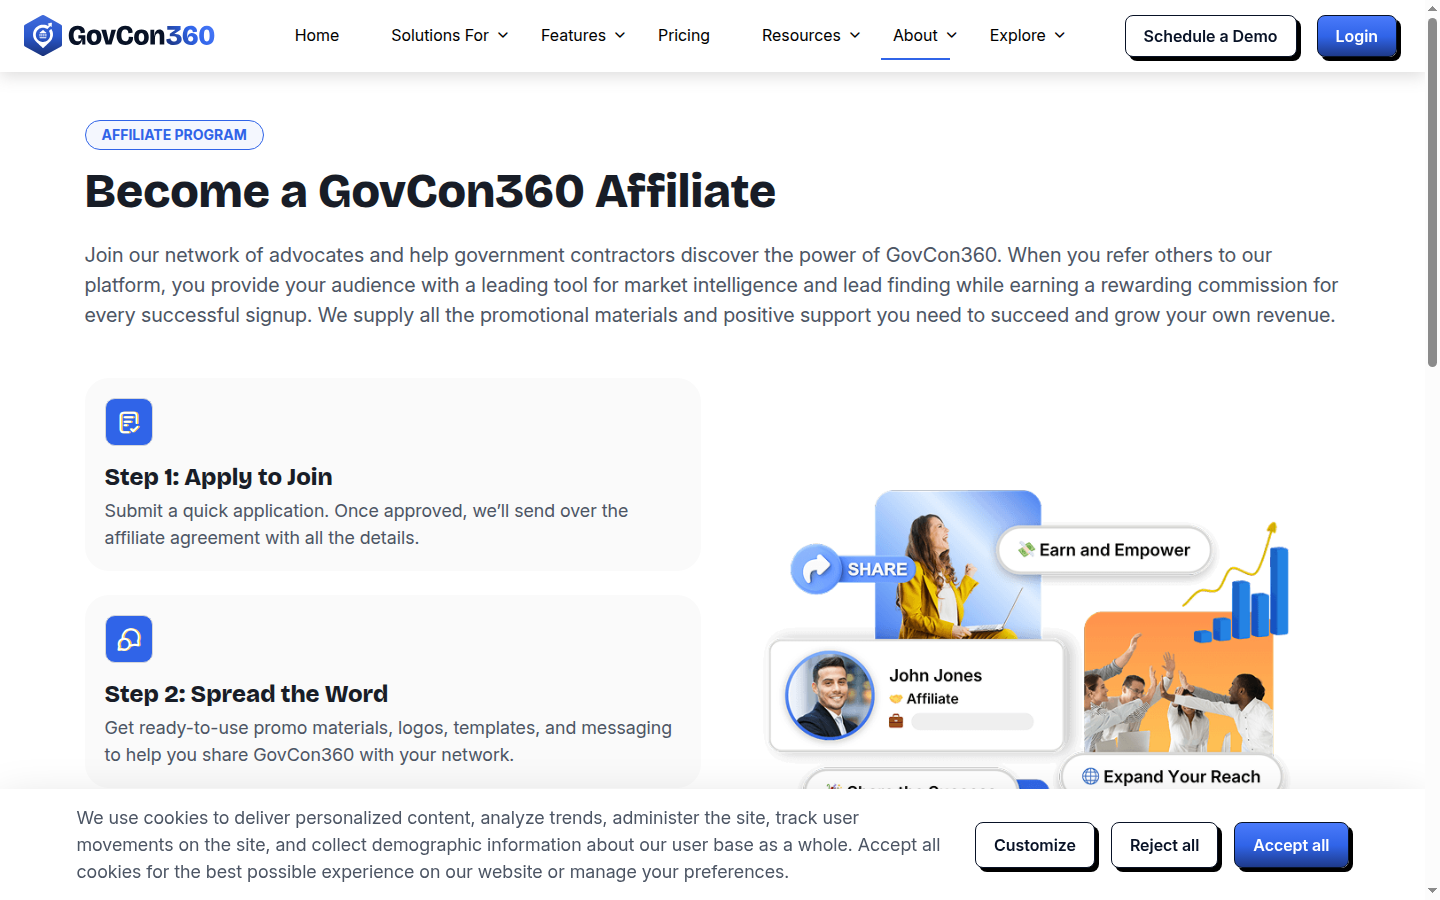 GovCon360
Home
Solutions For
Features
Pricing
Resources
About
Explore
Schedule a Demo
Login
AFFILIATE PROGRAM
Become a GovCon360 Affiliate
Join our network of advocates and help government contractors discover the power of GovCon360. When you refer others to our
platform, you provide your audience with a leading tool for market intelligence and lead finding while earning a rewarding commission for
every successful signup. We supply all the promotional materials and positive support you need to succeed and grow your own revenue.
Step 1: Apply to Join
Submit a quick application. Once approved, we’ll send over the
affiliate agreement with all the details.
Step 2: Spread the Word
Get ready-to-use promo materials, logos, templates, and messaging
to help you share GovCon360 with your network.
SHARE
Earn and Empower
John Jones
Affiliate
Expand Your Reach
We use cookies to deliver personalized content, analyze trends, administer the site, track user
movements on the site, and collect demographic information about our user base as a whole. Accept all
cookies for the best possible experience on our website or manage your preferences.
Customize
Reject all
Accept all